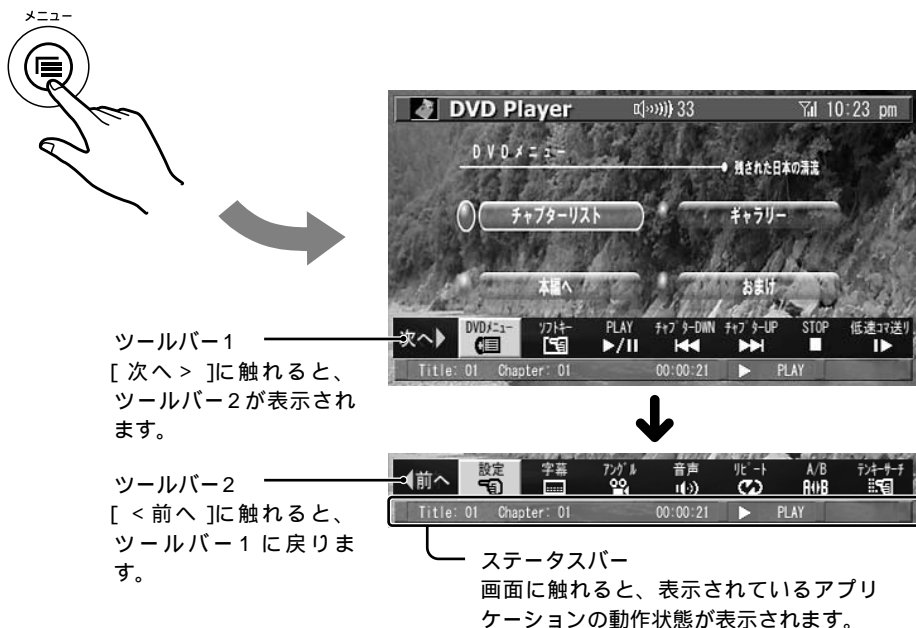 メニュー
DVD Player 33 10:23 pm
DVDメニュー
残された日本の清流
チャプターリスト ギャラリー
本編へ おまけ
次へ DVDメニュー ソフトキー PLAY チャプターDWN チャプターUP STOP 低速コマ送り
Title: 01 Chapter: 01 00:00:21 PLAY
ツールバー1
[ 次へ > ]に触れると、
ツールバー2が表示され
ます。
前へ 設定 字幕 アングル 音声 リピート A/B テンキーサーチ
A B
Title: 01 Chapter: 01 00:00:21 PLAY
ツールバー2
[ < 前へ ]に触れると、
ツールバー1に戻りま
す。
ステータスバー
画面に触れると、表示されているアプリ
ケーションの動作状態が表示されます。